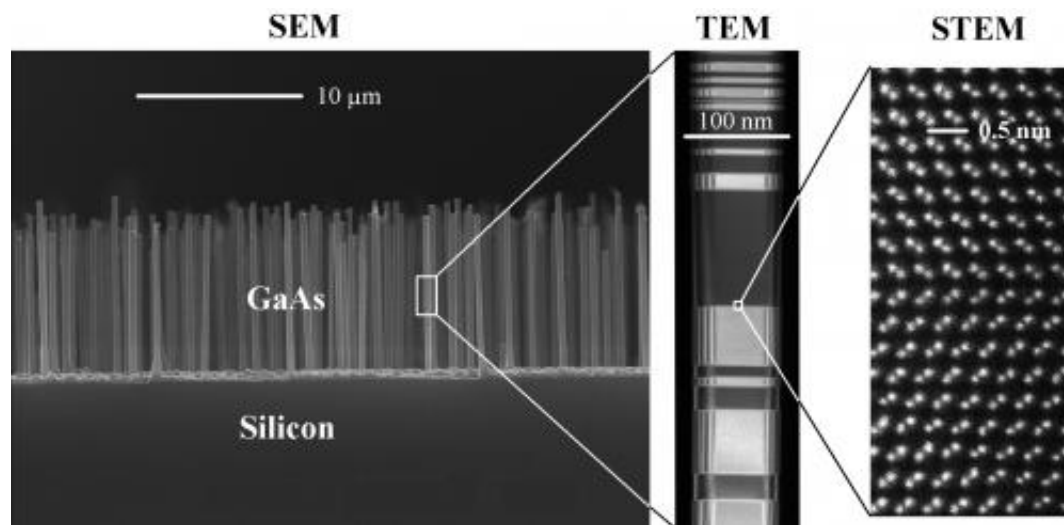 SEM
TEM
STEM
10 μm
100 nm
0.5 nm
GaAs
Silicon